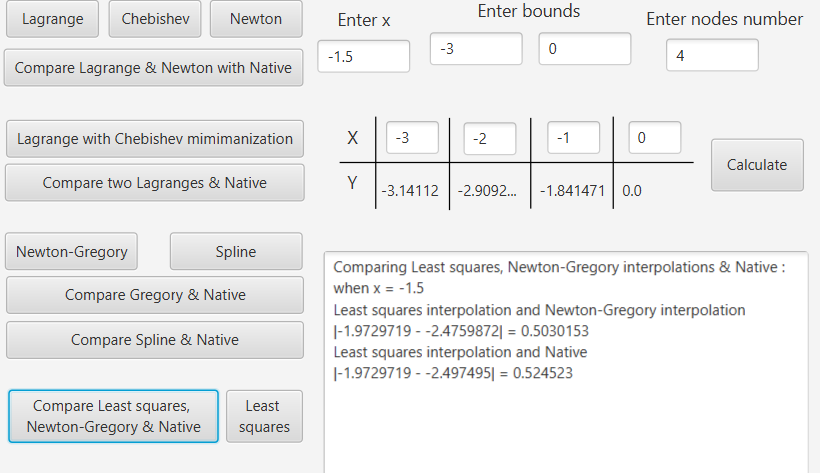 Lagrange
Chebishev
Newton
Compare Lagrange & Newton with Native
Enter x
-1.5
Enter bounds
-3
0
Enter nodes number
4
Lagrange with Chebishev mimimanization
Compare two Lagranges & Native
X
-3
-2
-1
0
Y
-3.14112
-2.9092...
-1.841471
0.0
Calculate
Newton-Gregory
Spline
Compare Gregory & Native
Compare Spline & Native
Compare Least squares,
Newton-Gregory & Native
Least
squares
Comparing Least squares, Newton-Gregory interpolations & Native :
when x = -1.5
Least squares interpolation and Newton-Gregory interpolation
|-1.9729719 - -2.4759872| = 0.5030153
Least squares interpolation and Native
|-1.9729719 - -2.497495| = 0.524523